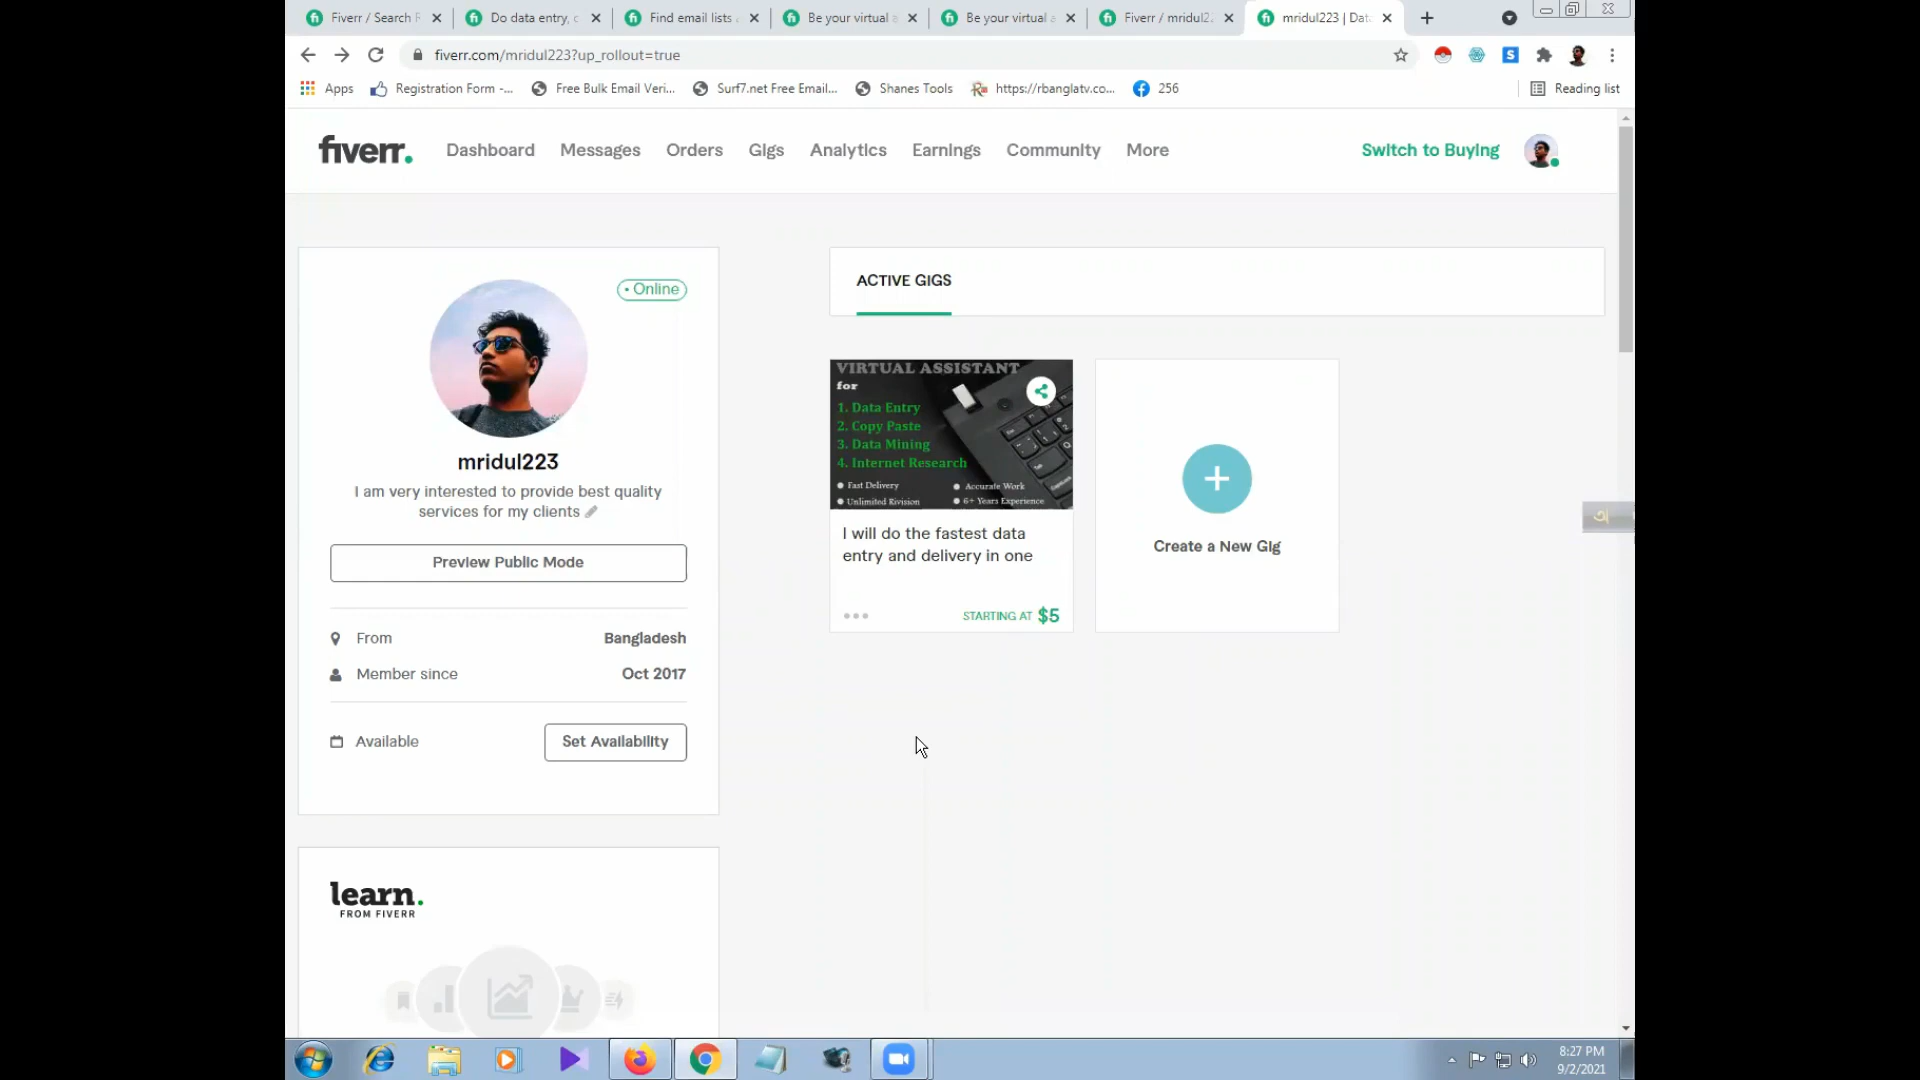 Fiverr / Search R
Do data entry, c
Find email lists
Be your virtual a
Be your virtual a
Fiverr / mridul22
mridul223 | Dat
fiverr.com/mridul223?up_rollout=true
Apps
Registration Form -...
Free Bulk Email Veri...
Surf7.net Free Email...
Shanes Tools
https://rbanglatv.co...
256
Reading list
fiverr.
Dashboard
Messages
Orders
Gigs
Analytics
Earnings
Community
More
Switch to Buying
• Online
mridul223
I am very interested to provide best quality
services for my clients
Preview Public Mode
From
Bangladesh
Member since
Oct 2017
Available
Set Availability
learn.
FROM FIVERR
ACTIVE GIGS
VIRTUAL ASSISTANT
for
1. Data Entry
2. Copy Paste
3. Data Mining
4. Internet Research
Fast Delivery
Accurate Work
Unlimited Rivision
6+ Years Experience
I will do the fastest data
entry and delivery in one
STARTING AT $5
Create a New Gig
অ
8:27 PM
9/2/2021